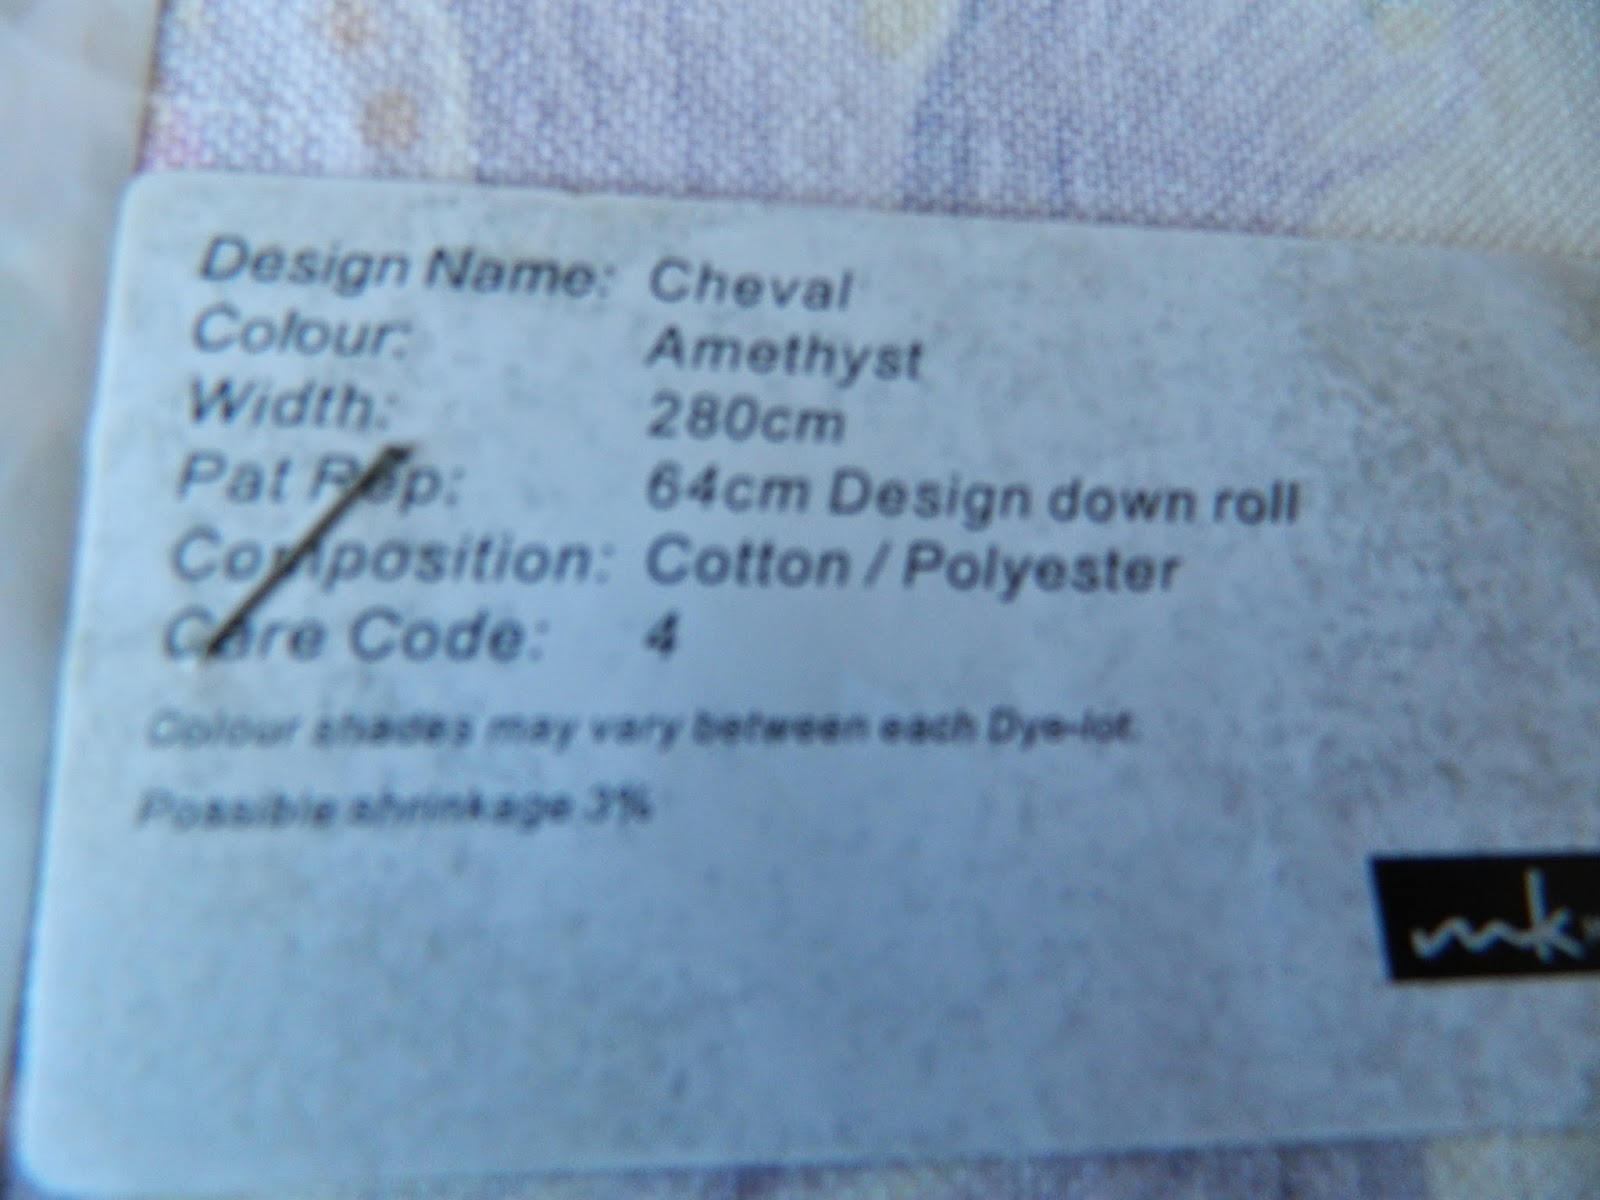 Design Name: Cheval
Colour: Amethyst
Width: 280cm
Pat Rep: 64cm Design down roll
Composition: Cotton / Polyester
Care Code: 4
Colour shades may vary between each Dye-lot.
Possible shrinkage 3%
mk